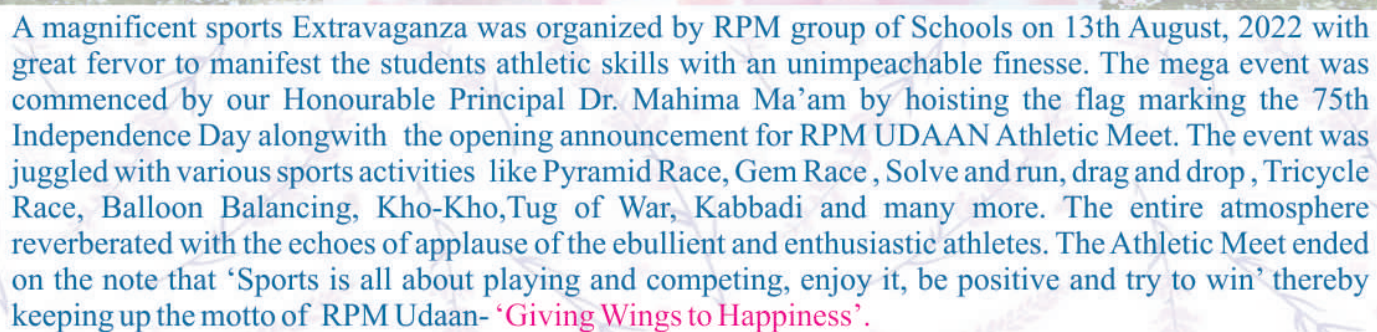 A magnificent sports Extravaganza was organized by RPM group of Schools on 13th August, 2022 with
great fervor to manifest the students athletic skills with an unimpeachable finesse. The mega event was
commenced by our Honourable Principal Dr. Mahima Ma’am by hoisting the flag marking the 75th
Independence Day alongwith the opening announcement for RPM UDAAN Athletic Meet. The event was
juggled with various sports activities like Pyramid Race, Gem Race , Solve and run, drag and drop , Tricycle
Race, Balloon Balancing, Kho-Kho,Tug of War, Kabbadi and many more. The entire atmosphere
reverberated with the echoes of applause of the ebullient and enthusiastic athletes. The Athletic Meet ended
on the note that ‘Sports is all about playing and competing, enjoy it, be positive and try to win’ thereby
keeping up the motto of RPM Udaan- ‘Giving Wings to Happiness’.